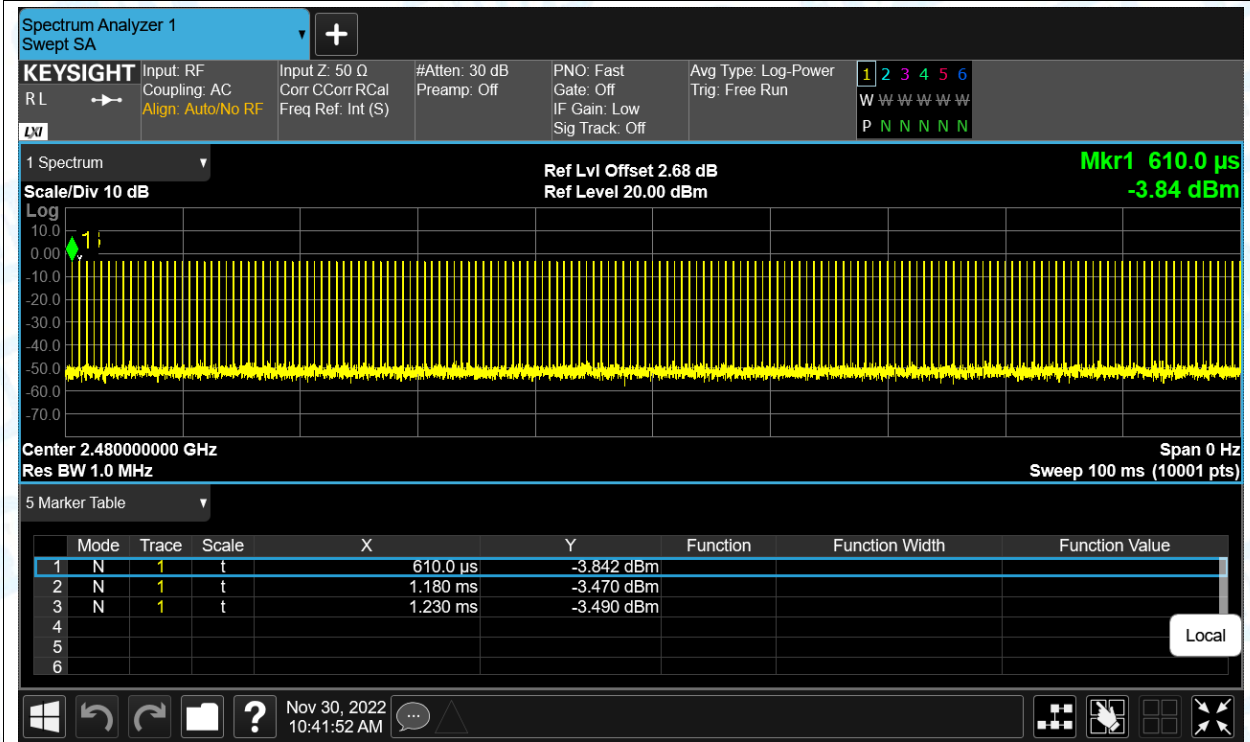 Spectrum Analyzer 1
Swept SA
KEYSIGHT Input: RF Input Z: 50 Ω #Atten: 30 dB PNO: Fast Avg Type: Log-Power 1 2 3 4 5 6
R L Coupling: AC Corr CCorr RCal Preamp: Off Gate: Off Trig: Free Run W W W W W W
Align: Auto/No RF Freq Ref: Int (S) IF Gain: Low
LXI Sig Track: Off P N N N N N
1 Spectrum Ref Lvl Offset 2.68 dB Mkr1 610.0 µs
Scale/Div 10 dB Ref Level 20.00 dBm -3.84 dBm
Log
10.0 1
0.00
-10.0
-20.0
-30.0
-40.0
-50.0
-60.0
-70.0
Center 2.480000000 GHz Span 0 Hz
Res BW 1.0 MHz Sweep 100 ms (10001 pts)
5 Marker Table
Mode Trace Scale X Y Function Function Width Function Value
1 N 1 t 610.0 µs -3.842 dBm
2 N 1 t 1.180 ms -3.470 dBm
3 N 1 t 1.230 ms -3.490 dBm
4
5
6
Local
? Nov 30, 2022
10:41:52 AM